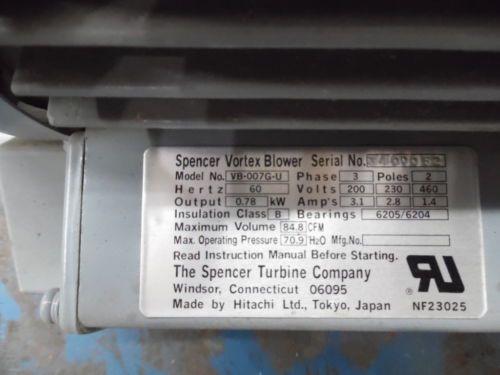 Spencer Vortex Blower Serial No.
Model No. VB-007G-U Phase 3 Poles 2
Hertz 60 Volts 200 230 460
Output 0.78 kW Amp's 3.1 2.8 1.4
Insulation Class B Bearings 6205/6204
Maximum Volume 84.8 CFM
Max. Operating Pressure 70.9 H2O Mfg.No.
Read Instruction Manual Before Starting.
The Spencer Turbine Company
Windsor, Connecticut 06095
Made by Hitachi Ltd., Tokyo, Japan
RU ®
NF23025